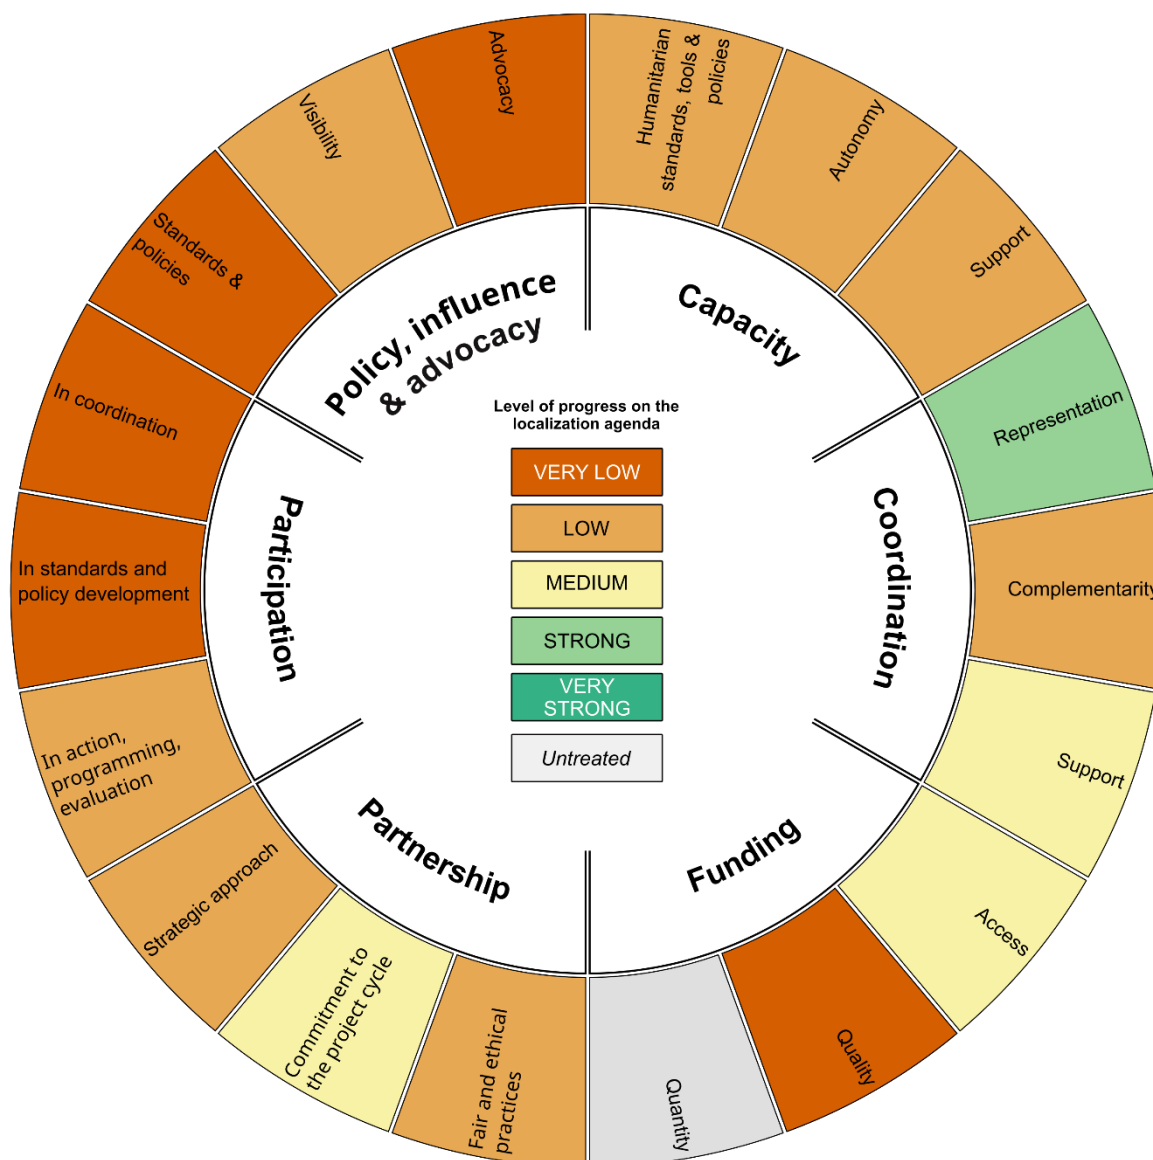 Advocacy
Humanitarian
standards, tools &
policies
Autonomy
Support
Representation
Complementarity
Support
Access
Quality
Quantity
Fair and ethical
practices
Commitment to
the project cycle
Strategic approach
In action,
programming,
evaluation
In standards and
policy development
In coordination
Standards &
policies
Visibility
Policy, influence
& advocacy
Capacity
Coordination
Funding
Partnership
Participation
Level of progress on the
localization agenda
VERY LOW
LOW
MEDIUM
STRONG
VERY
STRONG
Untreated